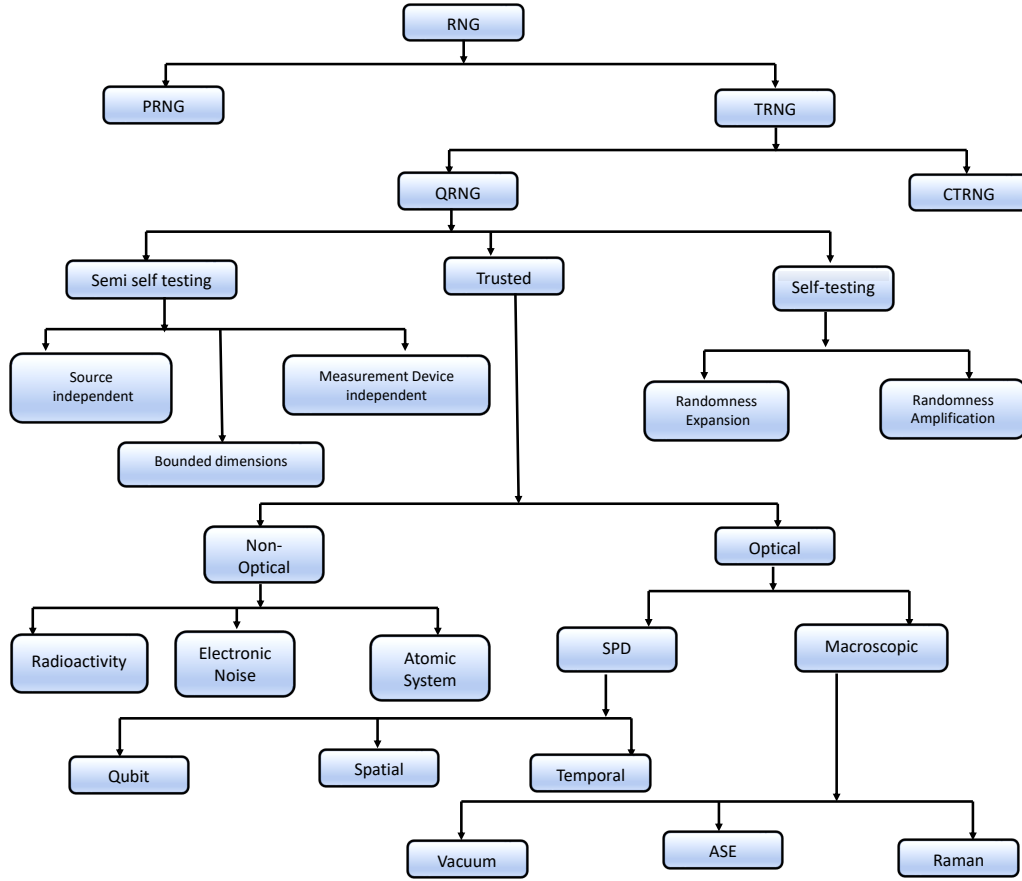 RNG
PRNG
TRNG
QRNG
CTRNG
Semi self testing
Trusted
Self-testing
Source
independent
Measurement Device
independent
Randomness
Expansion
Randomness
Amplification
Bounded dimensions
Non-
Optical
Optical
Radioactivity
Electronic
Noise
Atomic
System
SPD
Macroscopic
Qubit
Spatial
Temporal
Vacuum
ASE
Raman